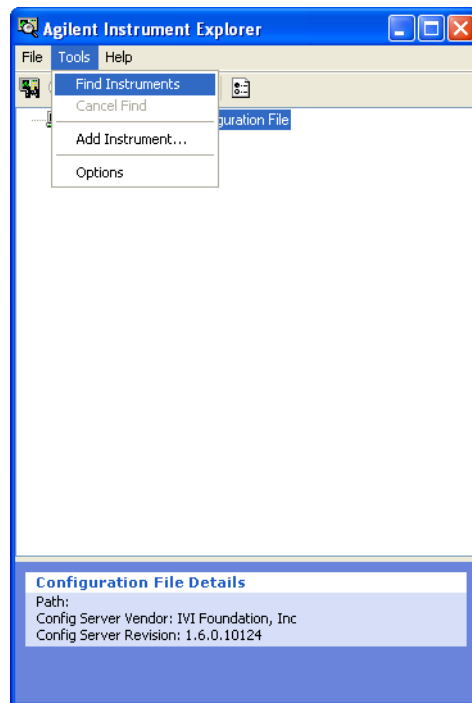 Agilent Instrument Explorer
File Tools Help
Find Instruments
Cancel Find
guration File
Add Instrument...
Options
Configuration File Details
Path:
Config Server Vendor: IVI Foundation, Inc
Config Server Revision: 1.6.0.10124